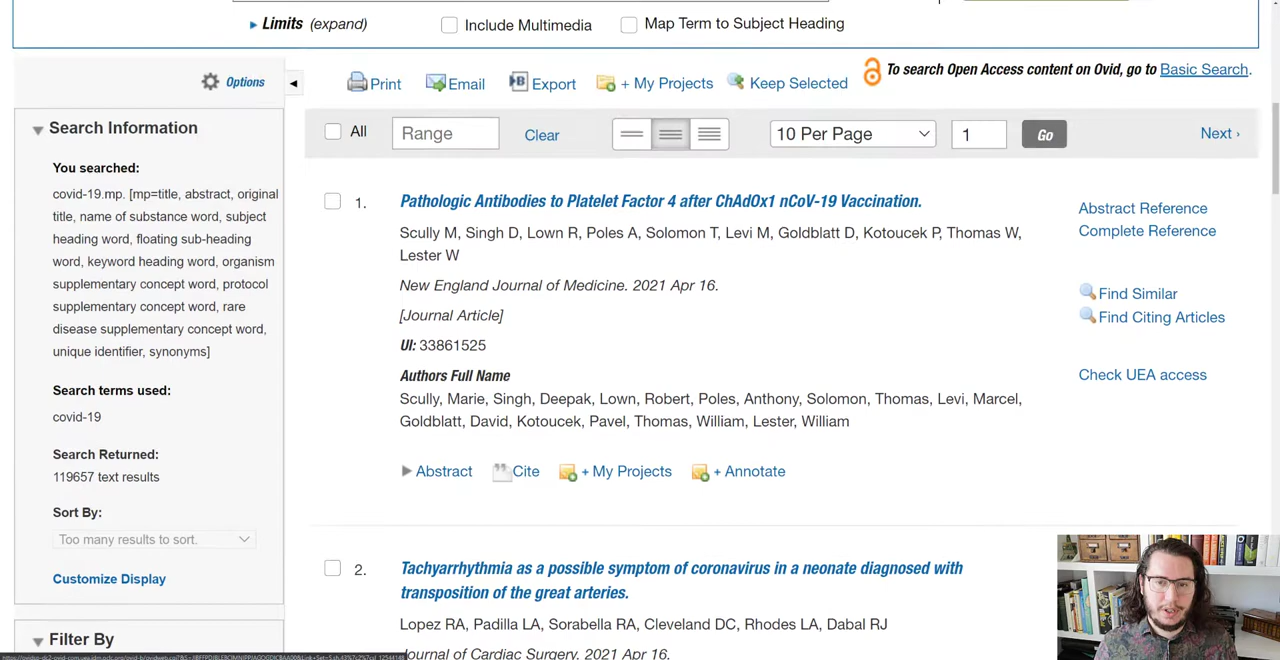 Limits (expand)
Include Multimedia
Map Term to Subject Heading
Options
Print
Email
Export
+ My Projects
Keep Selected
To search Open Access content on Ovid, go to Basic Search.
Search Information
All
Range
Clear
10 Per Page
1
Go
Next ›
You searched:
covid-19.mp. [mp=title, abstract, original
title, name of substance word, subject
heading word, floating sub-heading
word, keyword heading word, organism
supplementary concept word, protocol
supplementary concept word, rare
disease supplementary concept word,
unique identifier, synonyms]
Search terms used:
covid-19
Search Returned:
119657 text results
Sort By:
Too many results to sort.
Customize Display
Filter By
1.
Pathologic Antibodies to Platelet Factor 4 after ChAdOx1 nCoV-19 Vaccination.
Scully M, Singh D, Lown R, Poles A, Solomon T, Levi M, Goldblatt D, Kotoucek P, Thomas W,
Lester W
New England Journal of Medicine. 2021 Apr 16.
[Journal Article]
UI: 33861525
Authors Full Name
Scully, Marie, Singh, Deepak, Lown, Robert, Poles, Anthony, Solomon, Thomas, Levi, Marcel,
Goldblatt, David, Kotoucek, Pavel, Thomas, William, Lester, William
Abstract
Cite
+ My Projects
+ Annotate
Abstract Reference
Complete Reference
Find Similar
Find Citing Articles
Check UEA access
2.
Tachyarrhythmia as a possible symptom of coronavirus in a neonate diagnosed with
transposition of the great arteries.
Lopez RA, Padilla LA, Sorabella RA, Cleveland DC, Rhodes LA, Dabal RJ
Journal of Cardiac Surgery. 2021 Apr 16.